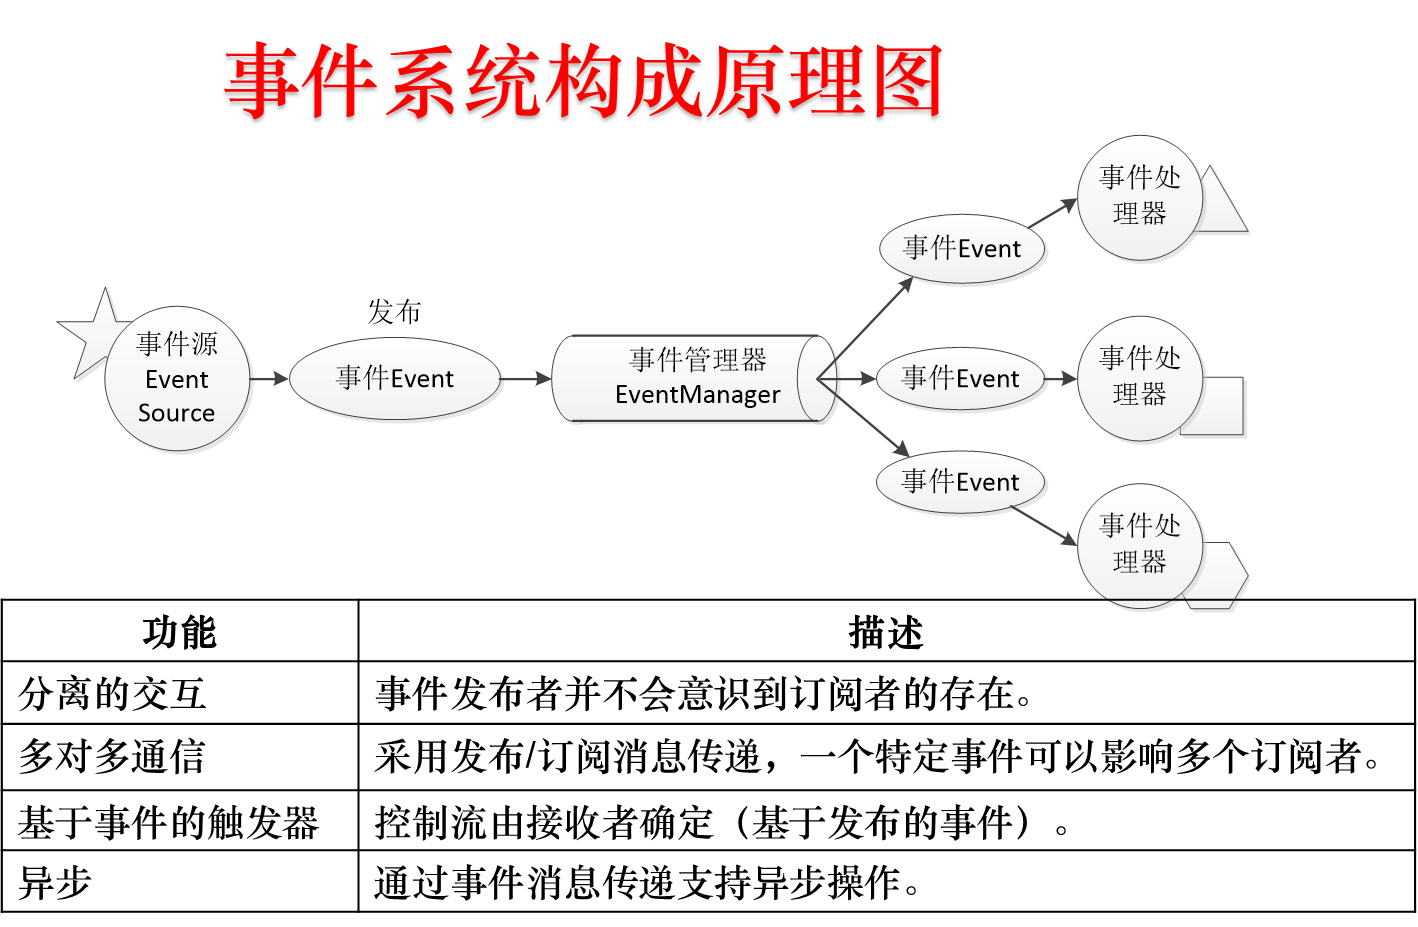 事件系统构成原理图
事件处
理器
事件Event
发布
事件源
Event
Source
事件Event
事件管理器
EventManager
事件Event
事件处
理器
事件Event
事件处
理器
功能
描述
分离的交互
事件发布者并不会意识到订阅者的存在。
多对多通信
采用发布/订阅消息传递，一个特定事件可以影响多个订阅者。
基于事件的触发器
控制流由接收者确定（基于发布的事件）。
异步
通过事件消息传递支持异步操作。